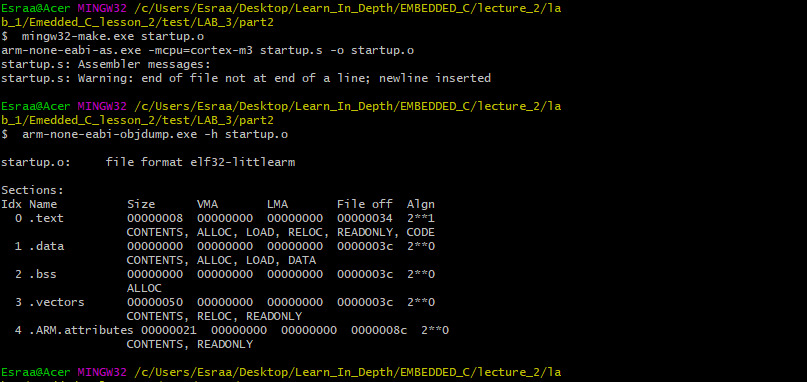 Esraa@Acer MINGW32 /c/Users/Esraa/Desktop/Learn_In_Depth/EMBEDDED_C/lecture_2/la
b_1/Emedded_C_lesson_2/test/LAB_3/part2
$ mingw32-make.exe startup.o
arm-none-eabi-as.exe -mcpu=cortex-m3 startup.s -o startup.o
startup.s: Assembler messages:
startup.s: Warning: end of file not at end of a line; newline inserted
Esraa@Acer MINGW32 /c/Users/Esraa/Desktop/Learn_In_Depth/EMBEDDED_C/lecture_2/la
b_1/Emedded_C_lesson_2/test/LAB_3/part2
$ arm-none-eabi-objdump.exe -h startup.o
startup.o: file format elf32-littlearm
Sections:
Idx Name Size VMA LMA File off Algn
0 .text 00000008 00000000 00000000 00000034 2**1
CONTENTS, ALLOC, LOAD, RELOC, READONLY, CODE
1 .data 00000000 00000000 00000000 0000003c 2**0
CONTENTS, ALLOC, LOAD, DATA
2 .bss 00000000 00000000 00000000 0000003c 2**0
ALLOC
3 .vectors 00000050 00000000 00000000 0000003c 2**0
CONTENTS, RELOC, READONLY
4 .ARM.attributes 00000021 00000000 00000000 0000008c 2**0
CONTENTS, READONLY
Esraa@Acer MINGW32 /c/Users/Esraa/Desktop/Learn_In_Depth/EMBEDDED_C/lecture_2/la